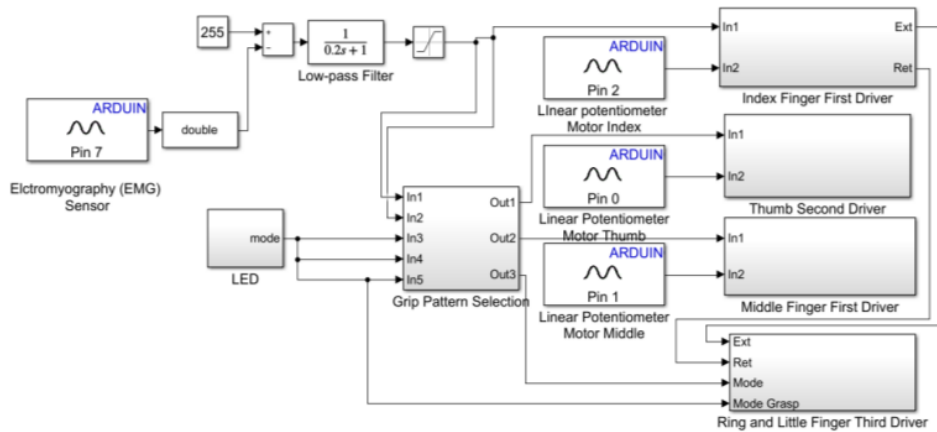 255
+
−
1
0.2s + 1
Low-pass Filter
ARDUIN
Pin 7
double
Elctromyography (EMG)
Sensor
mode
LED
In1
In2
In3
In4
In5
Out1
Out2
Out3
Grip Pattern Selection
ARDUIN
Pin 2
LInear potentiometer
Motor Index
ARDUIN
Pin 0
Linear Potentiometer
Motor Thumb
ARDUIN
Pin 1
Linear Potentiometer
Motor Middle
In1
In2
Ext
Ret
Index Finger First Driver
In1
In2
Thumb Second Driver
In1
In2
Middle Finger First Driver
Ext
Ret
Mode
Mode Grasp
Ring and Little Finger Third Driver